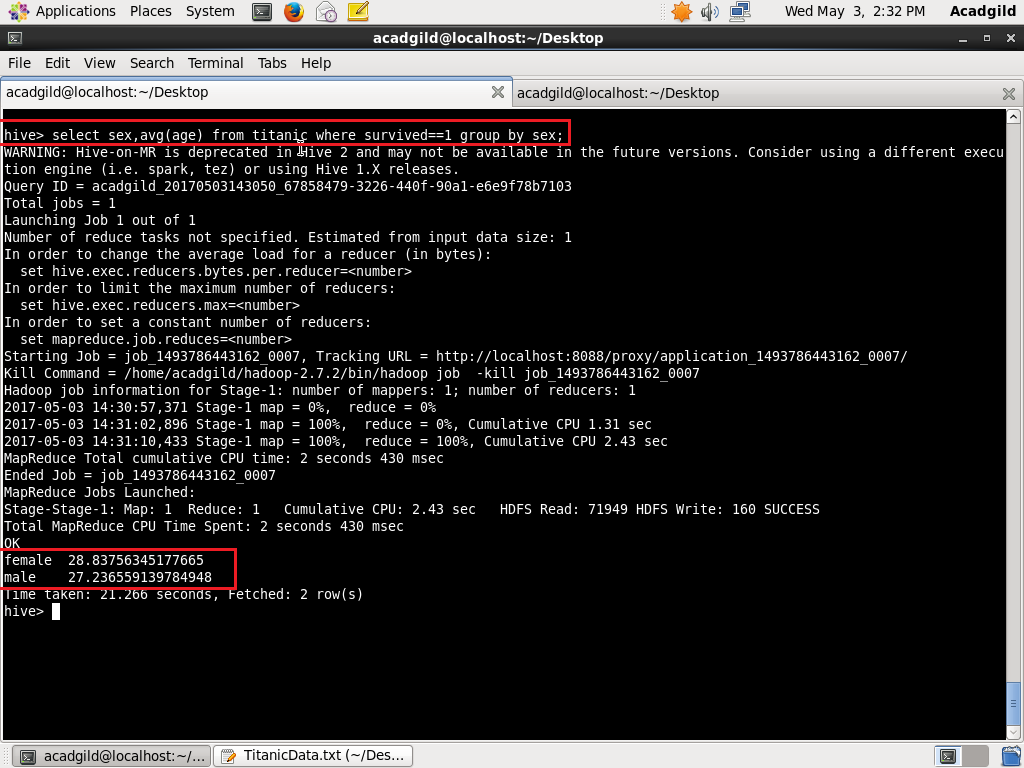 Applications Places System Wed May 3, 2:32 PM Acadgild
acadgild@localhost:~/Desktop
File Edit View Search Terminal Tabs Help
acadgild@localhost:~/Desktop acadgild@localhost:~/Desktop
hive> select sex,avg(age) from titanic where survived==1 group by sex;
WARNING: Hive-on-MR is deprecated in Hive 2 and may not be available in the future versions. Consider using a different execu
tion engine (i.e. spark, tez) or using Hive 1.X releases.
Query ID = acadgild_20170503143050_67858479-3226-440f-90a1-e6e9f78b7103
Total jobs = 1
Launching Job 1 out of 1
Number of reduce tasks not specified. Estimated from input data size: 1
In order to change the average load for a reducer (in bytes):
  set hive.exec.reducers.bytes.per.reducer=<number>
In order to limit the maximum number of reducers:
  set hive.exec.reducers.max=<number>
In order to set a constant number of reducers:
  set mapreduce.job.reduces=<number>
Starting Job = job_1493786443162_0007, Tracking URL = http://localhost:8088/proxy/application_1493786443162_0007/
Kill Command = /home/acadgild/hadoop-2.7.2/bin/hadoop job  -kill job_1493786443162_0007
Hadoop job information for Stage-1: number of mappers: 1; number of reducers: 1
2017-05-03 14:30:57,371 Stage-1 map = 0%,  reduce = 0%
2017-05-03 14:31:02,896 Stage-1 map = 100%,  reduce = 0%, Cumulative CPU 1.31 sec
2017-05-03 14:31:10,433 Stage-1 map = 100%,  reduce = 100%, Cumulative CPU 2.43 sec
MapReduce Total cumulative CPU time: 2 seconds 430 msec
Ended Job = job_1493786443162_0007
MapReduce Jobs Launched:
Stage-Stage-1: Map: 1  Reduce: 1   Cumulative CPU: 2.43 sec   HDFS Read: 71949 HDFS Write: 160 SUCCESS
Total MapReduce CPU Time Spent: 2 seconds 430 msec
OK
female  28.83756345177665
male    27.236559139784948
Time taken: 21.266 seconds, Fetched: 2 row(s)
hive>
acadgild@localhost:~/... TitanicData.txt (~/Des...